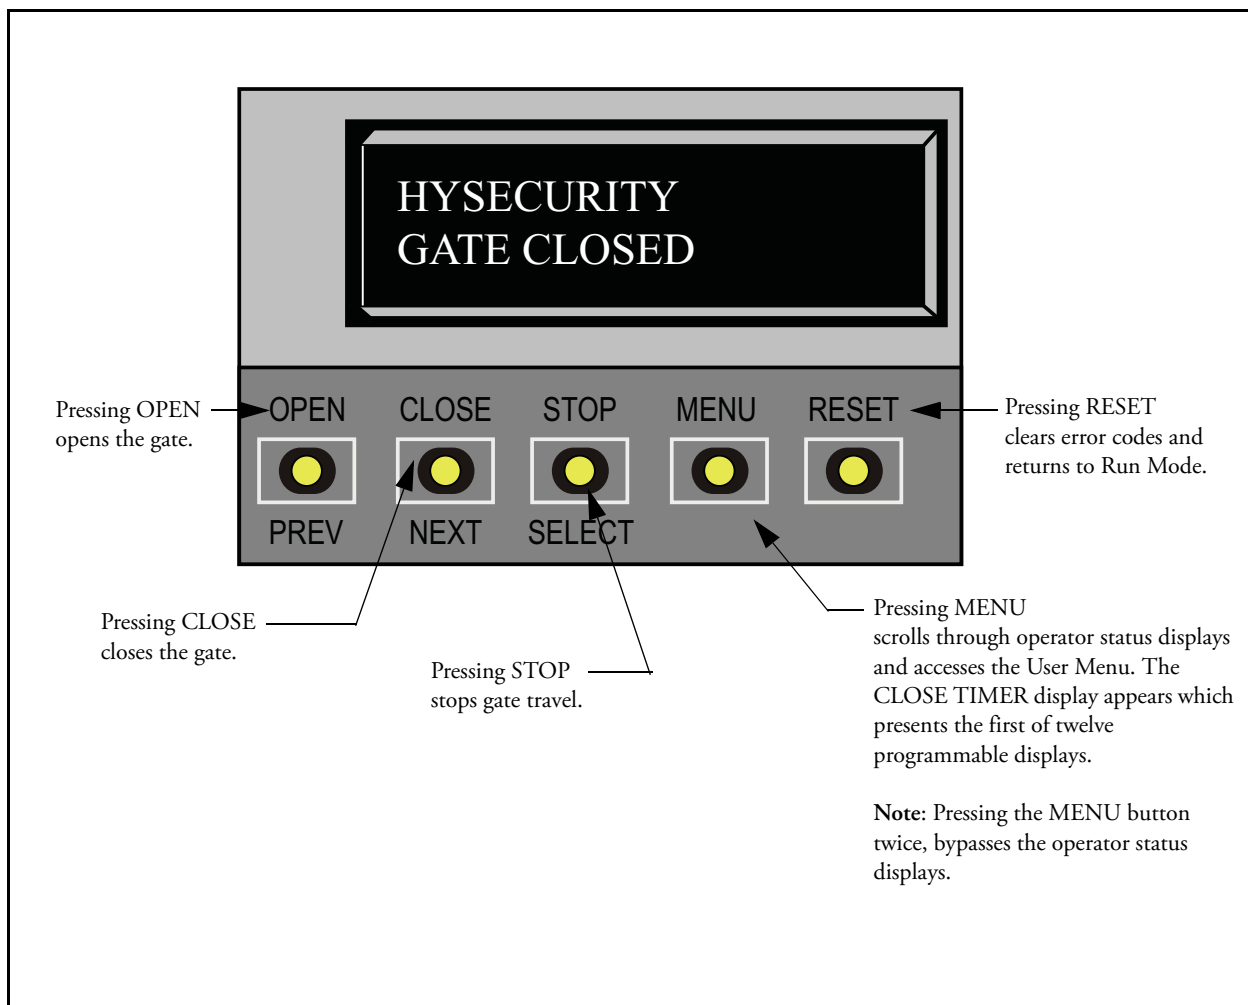 HYSECURITY
GATE CLOSED
OPEN CLOSE STOP MENU RESET
PREV NEXT SELECT
Pressing OPEN
opens the gate.
Pressing RESET
clears error codes and
returns to Run Mode.
Pressing CLOSE
closes the gate.
Pressing STOP
stops gate travel.
Pressing MENU
scrolls through operator status displays
and accesses the User Menu. The
CLOSE TIMER display appears which
presents the first of twelve
programmable displays.
Note: Pressing the MENU button
twice, bypasses the operator status
displays.